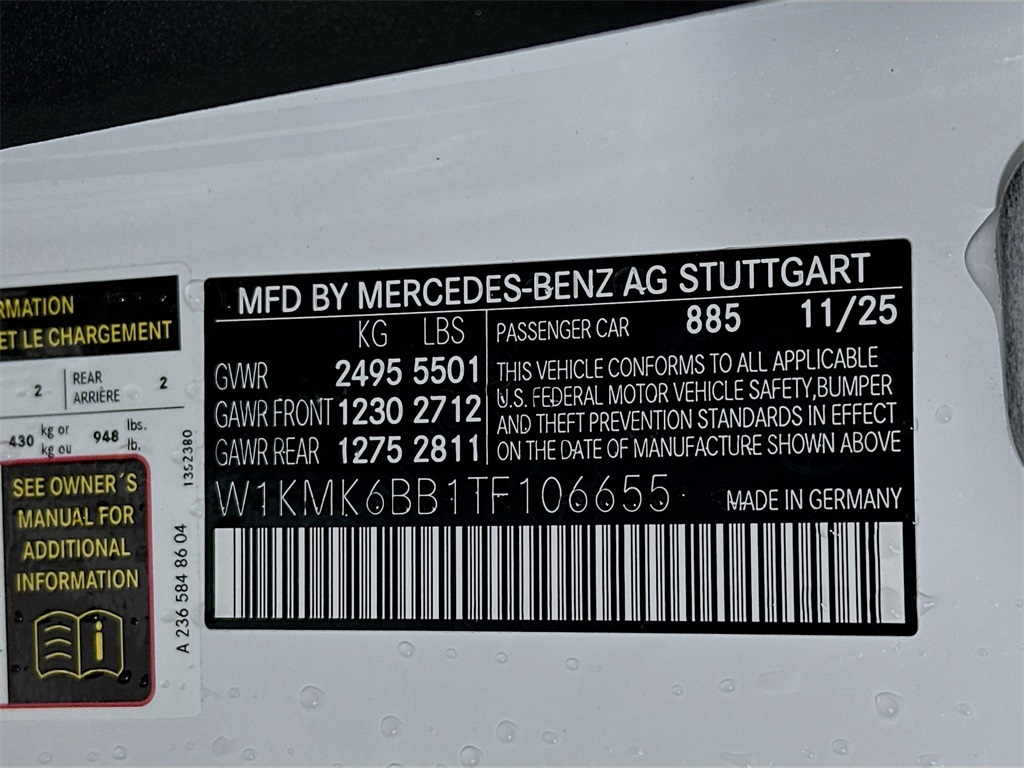 RMATION
ET LE CHARGEMENT
2 REAR ARRIÈRE 2
430 kg or kg ou 948 lbs. lb.
SEE OWNER´S
MANUAL FOR
ADDITIONAL
INFORMATION
1352380
A 236 584 86 04
MFD BY MERCEDES-BENZ AG STUTTGART
KG LBS
GVWR 2495 5501
GAWR FRONT 1230 2712
GAWR REAR 1275 2811
PASSENGER CAR 885 11/25
THIS VEHICLE CONFORMS TO ALL APPLICABLE
U.S. FEDERAL MOTOR VEHICLE SAFETY,BUMPER
AND THEFT PREVENTION STANDARDS IN EFFECT
ON THE DATE OF MANUFACTURE SHOWN ABOVE
W1KMK6BB1TF106655 MADE IN GERMANY